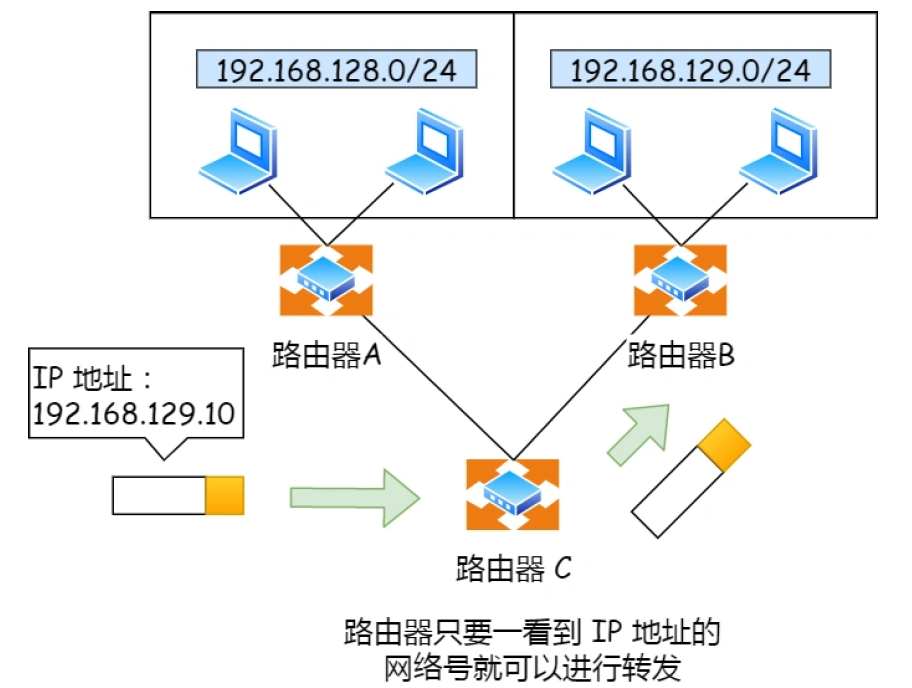 192.168.128.0/24
192.168.129.0/24
路由器A
路由器B
IP 地址：
192.168.129.10
路由器 C
路由器只要一看到 IP 地址的
网络号就可以进行转发